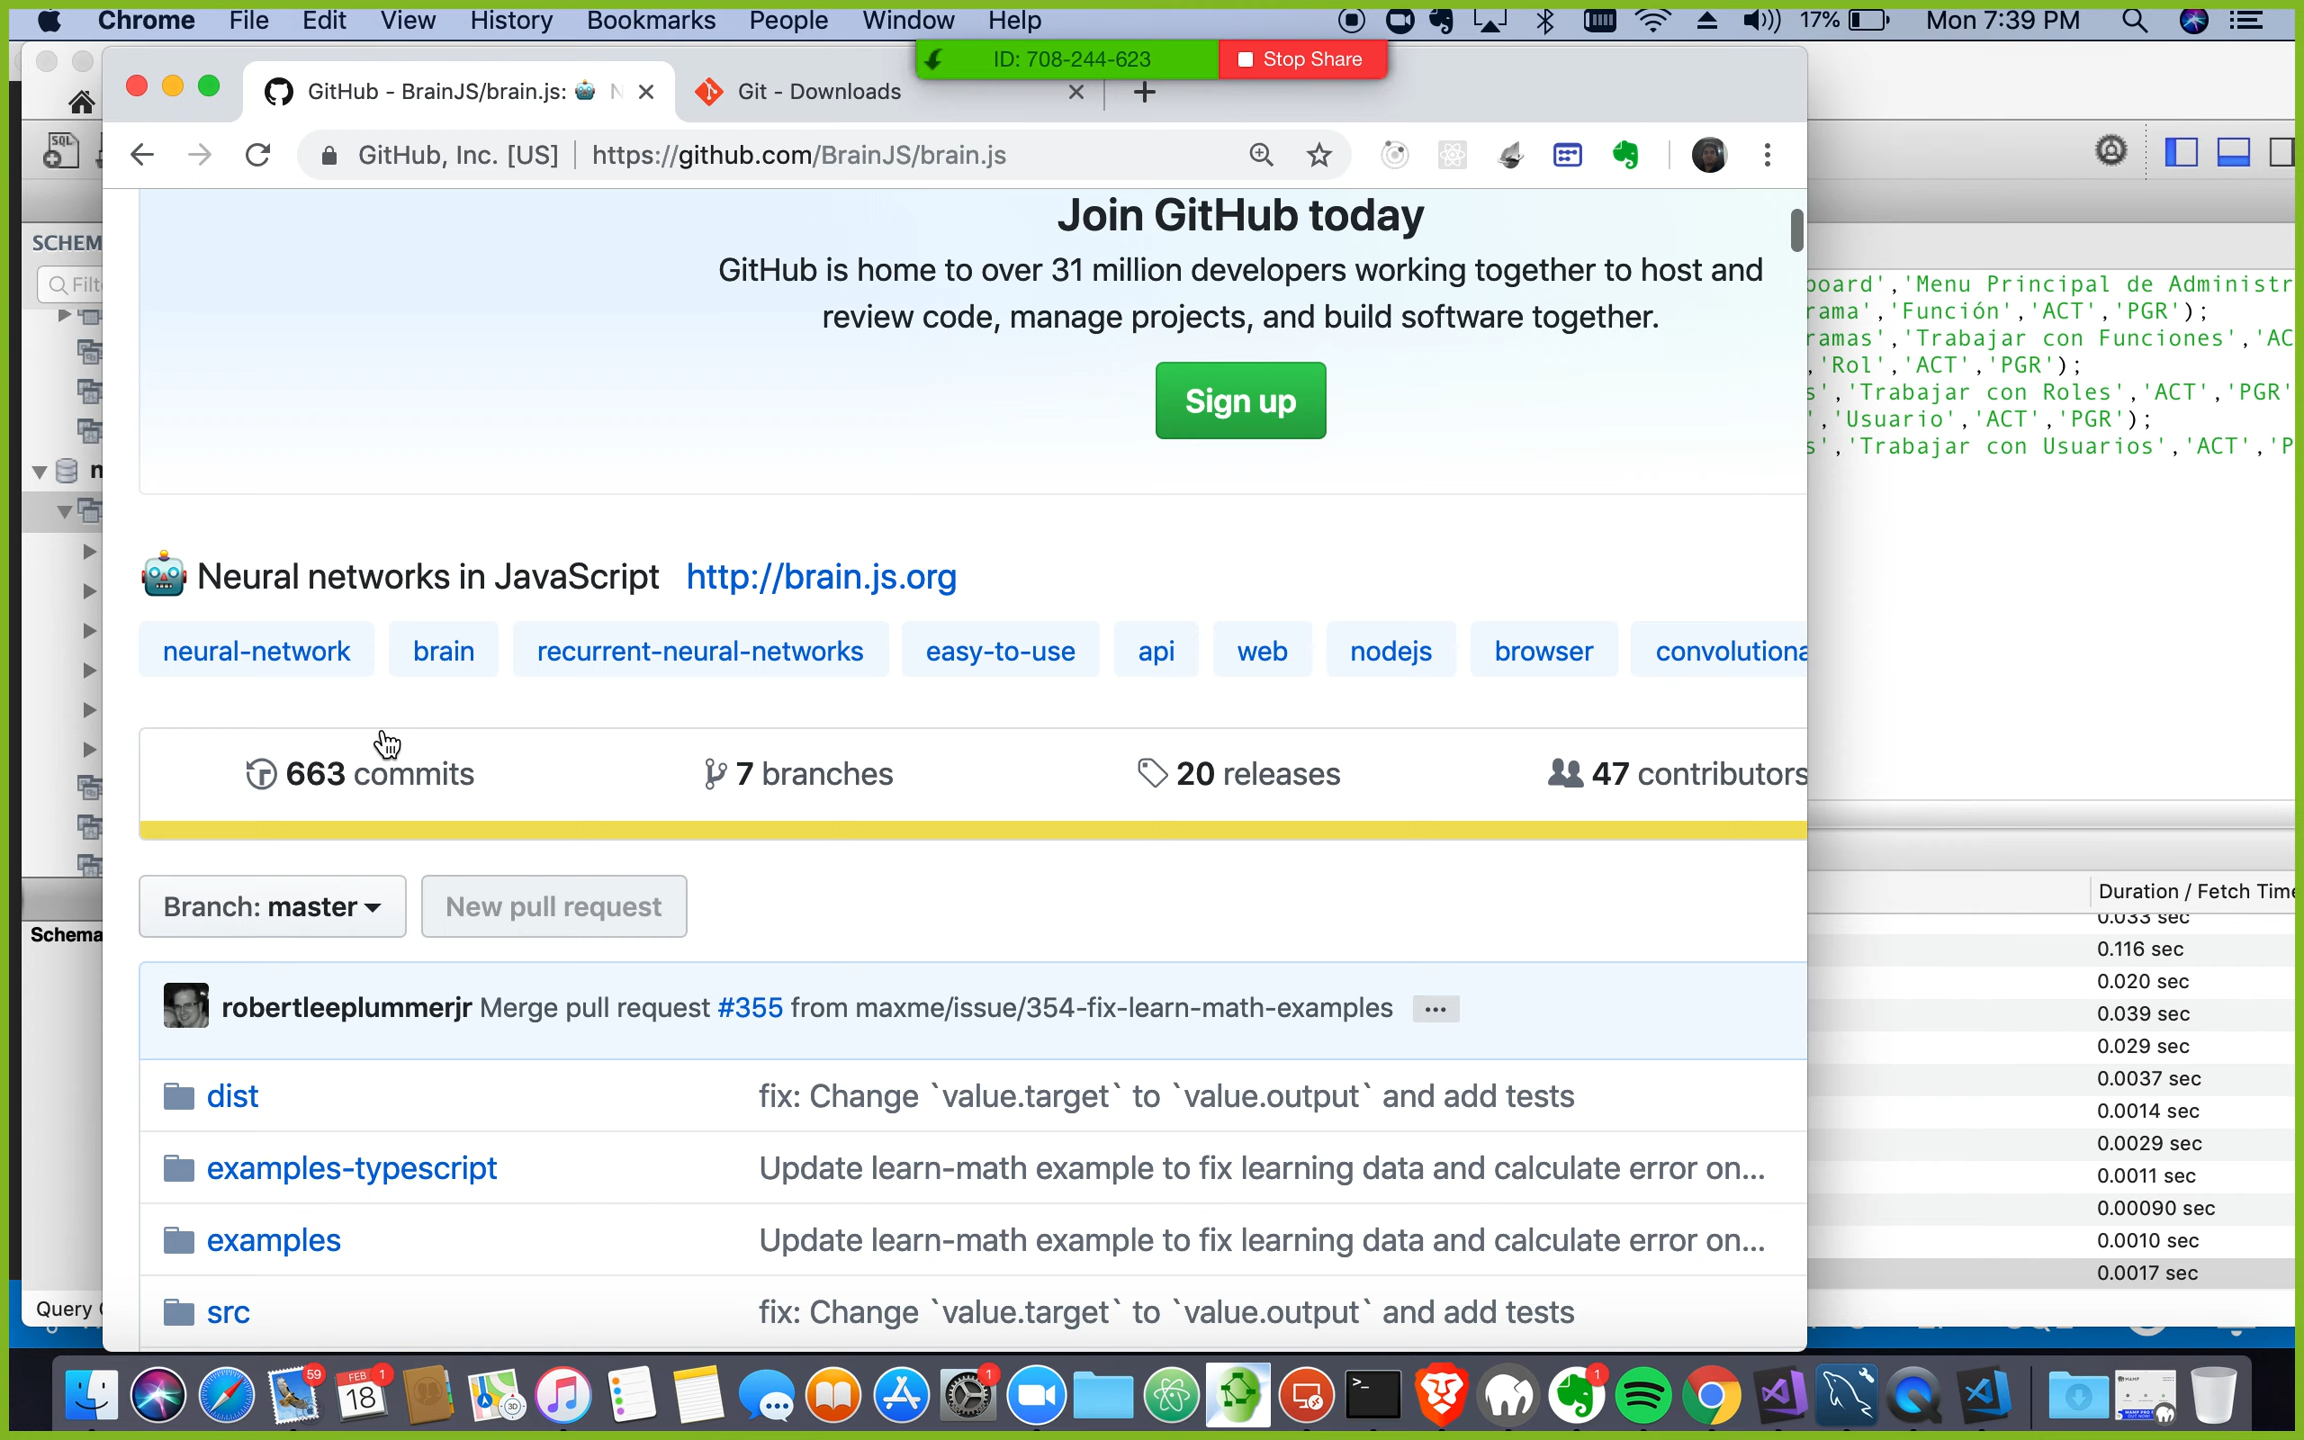 Chrome File Edit View History Bookmarks People Window Help 17% Mon 7:39 PM
ID: 708-244-623 Stop Share
GitHub - BrainJS/brain.js: 🤖 N Git - Downloads
GitHub, Inc. [US] https://github.com/BrainJS/brain.js
SQL
Join GitHub today
GitHub is home to over 31 million developers working together to host and
review code, manage projects, and build software together.
Sign up
SCHEM
Filt
🤖 Neural networks in JavaScript http://brain.js.org
neural-network brain recurrent-neural-networks easy-to-use api web nodejs browser convolutiona
663 commits 7 branches 20 releases 47 contributors
Branch: master New pull request
robertleeplummerjr Merge pull request #355 from maxme/issue/354-fix-learn-math-examples ...
dist fix: Change `value.target` to `value.output` and add tests
examples-typescript Update learn-math example to fix learning data and calculate error on...
examples Update learn-math example to fix learning data and calculate error on...
src fix: Change `value.target` to `value.output` and add tests
Schema
Query
board','Menu Principal de Administr
rama','Función','ACT','PGR');
ramas','Trabajar con Funciones','AC
,'Rol','ACT','PGR');
s','Trabajar con Roles','ACT','PGR'
','Usuario','ACT','PGR');
s','Trabajar con Usuarios','ACT','P
Duration / Fetch Time
0.033 sec
0.116 sec
0.020 sec
0.039 sec
0.029 sec
0.0037 sec
0.0014 sec
0.0029 sec
0.0011 sec
0.00090 sec
0.0010 sec
0.0017 sec
59 FEB 18 1 3D 1 1